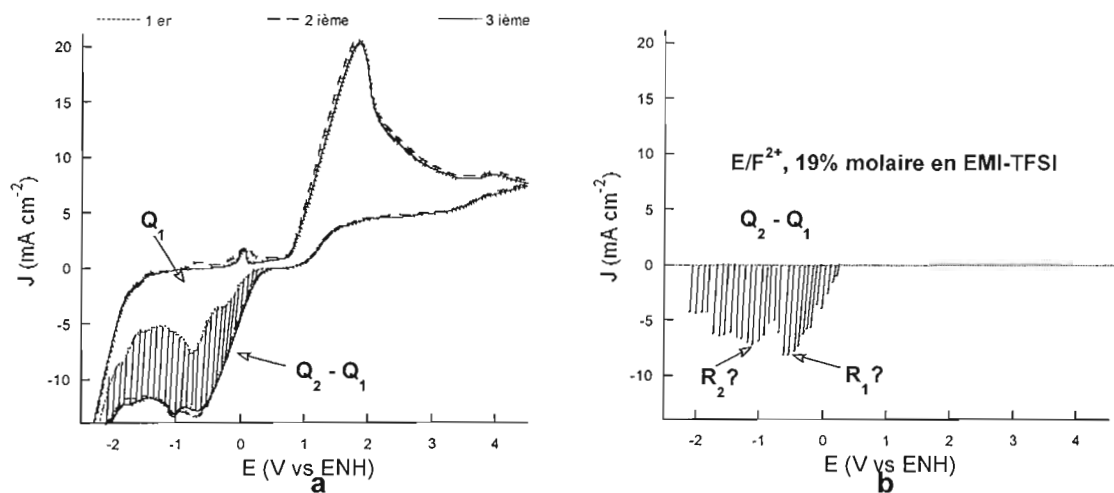 1 er 2 ième 3 ième
20
15
10
5
0
-5
-10
J (mA cm⁻²)
Q₁
Q₂ - Q₁
-2 -1 0 1 2 3 4
E (V vs ENH)
a
20
15
10
5
0
-5
-10
J (mA cm⁻²)
E/F²⁺, 19% molaire en EMI-TFSI
Q₂ - Q₁
R₂?
R₁?
-2 -1 0 1 2 3 4
E (V vs ENH)
b